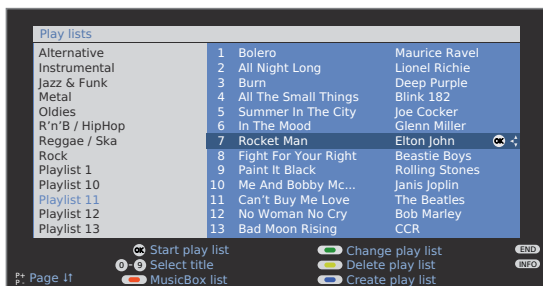 Play lists
Alternative
Instrumental
Jazz & Funk
Metal
Oldies
R'n'B / HipHop
Reggae / Ska
Rock
Playlist 1
Playlist 10
Playlist 11
Playlist 12
Playlist 13
1 Bolero Maurice Ravel
2 All Night Long Lionel Richie
3 Burn Deep Purple
4 All The Small Things Blink 182
5 Summer In The City Joe Cocker
6 In The Mood Glenn Miller
7 Rocket Man Elton John OK
8 Fight For Your Right Beastie Boys
9 Paint It Black Rolling Stones
10 Me And Bobby Mc... Janis Joplin
11 Can't Buy Me Love The Beatles
12 No Woman No Cry Bob Marley
13 Bad Moon Rising CCR
OK Start play list Change play list END
0 - 9 Select title Delete play list INFO
P+ P- Page MusicBox list Create play list